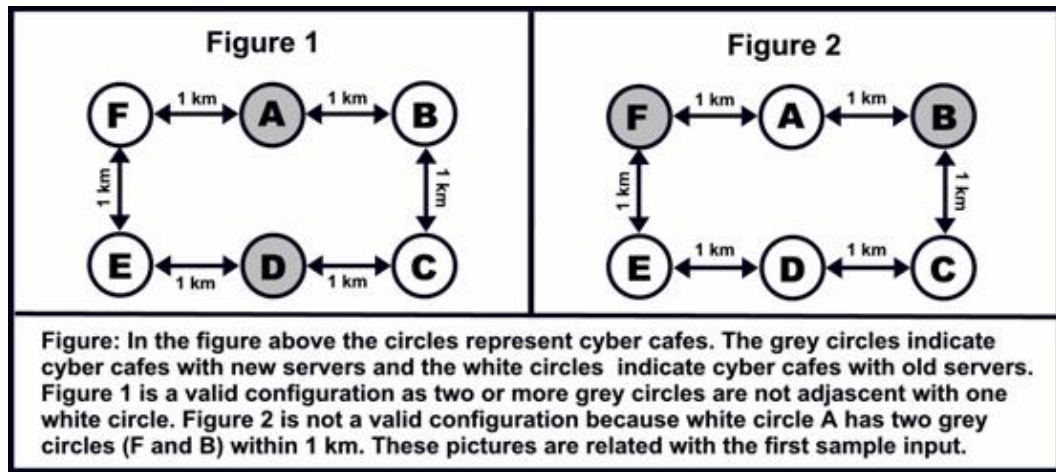 Figure 1
Figure 2
F 1 km A 1 km B
F 1 km A 1 km B
1 km 1 km
1 km 1 km
E 1 km D 1 km C
E 1 km D 1 km C
Figure: In the figure above the circles represent cyber cafes. The grey circles indicate
cyber cafes with new servers and the white circles indicate cyber cafes with old servers.
Figure 1 is a valid configuration as two or more grey circles are not adjascent with one
white circle. Figure 2 is not a valid configuration because white circle A has two grey
circles (F and B) within 1 km. These pictures are related with the first sample input.